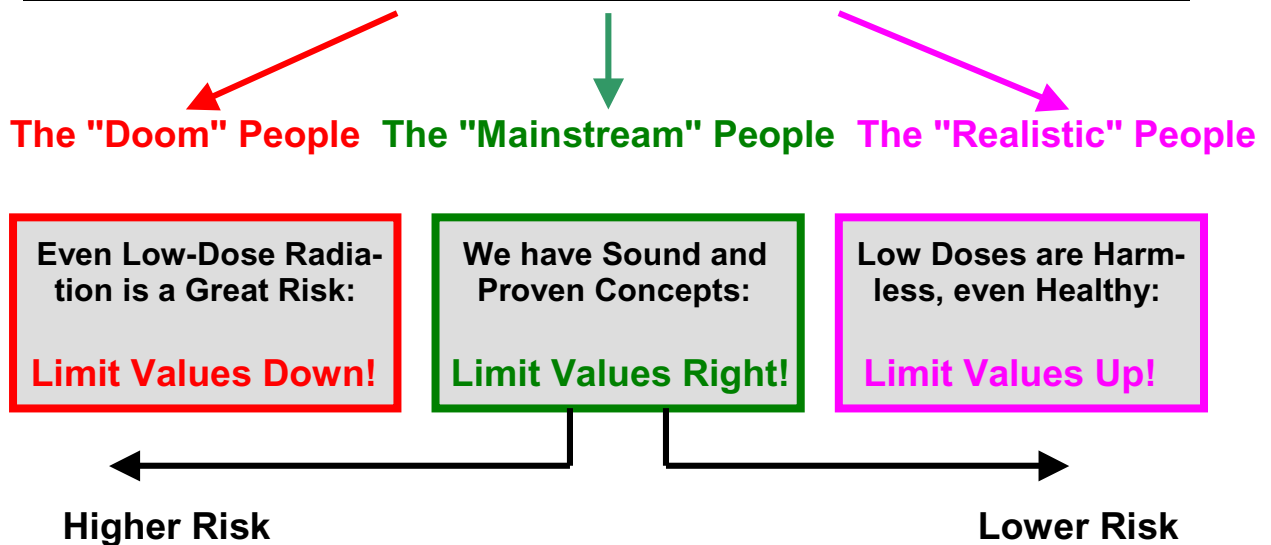 The "Doom" People The "Mainstream" People The "Realistic" People
Even Low-Dose Radia-
tion is a Great Risk:
Limit Values Down!
We have Sound and
Proven Concepts:
Limit Values Right!
Low Doses are Harm-
less, even Healthy:
Limit Values Up!
Higher Risk
Lower Risk